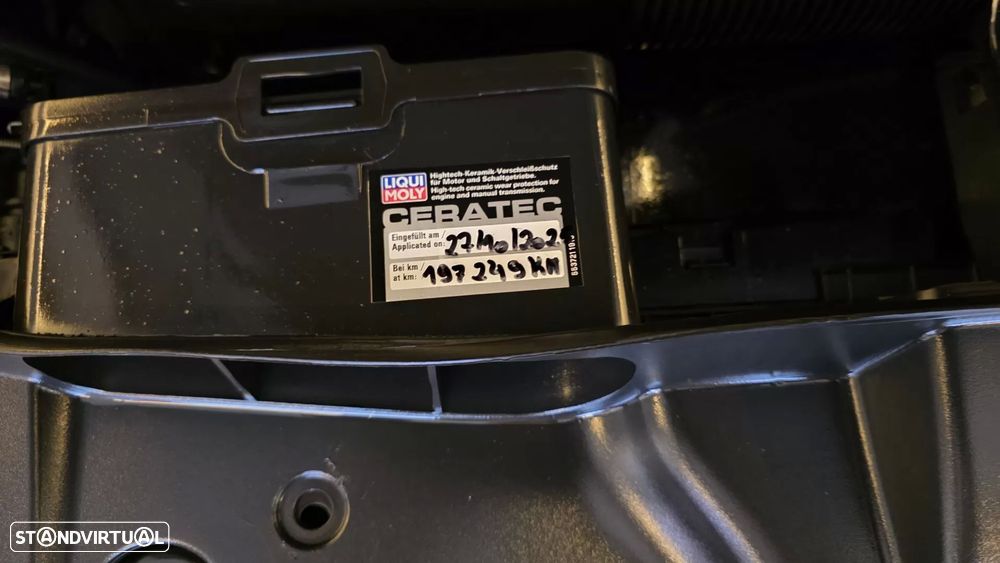 LIQUI
MOLY
Hightech-Keramik-Verschleißschutz
für Motor und Schaltgetriebe.
High-tech ceramic wear protection for
engine and manual transmission.
CERATEC
Eingefüllt am /
Applicated on:
Bei km /
at km:
197 249 KM
STANDVIRTUAL